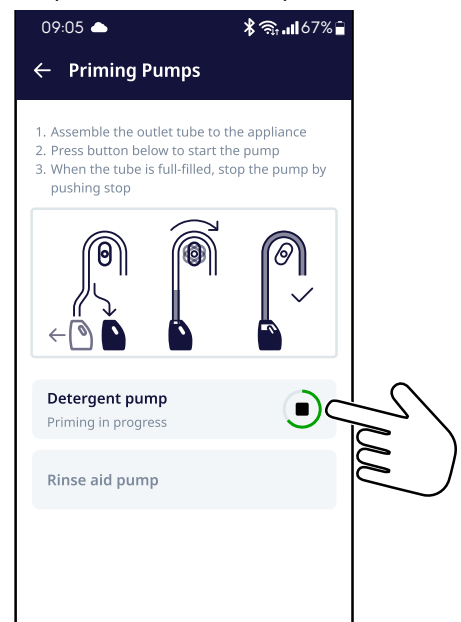 09:05 67%
Priming Pumps
1. Assemble the outlet tube to the appliance
2. Press button below to start the pump
3. When the tube is full-filled, stop the pump by
pushing stop
Detergent pump
Priming in progress
Rinse aid pump